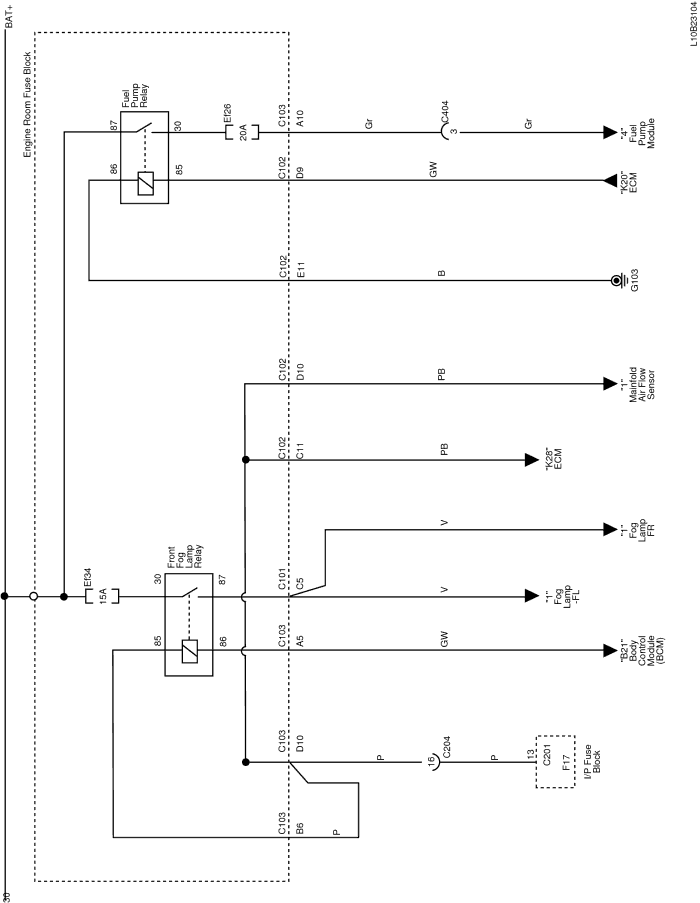 30
BAT+
Engine Room Fuse Block
Ef34
15A
85
30
Front
Fog
Lamp
Relay
86
87
86
87
Fuel
Pump
Relay
85
30
Ef26
20A
C103
B6
C103
D10
C103
A5
C101
C5
C102
C11
C102
D10
C102
E11
C102
D9
C103
A10
P
P
GW
V
V
PB
PB
B
GW
Gr
16
C204
3
C404
P
Gr
13
C201
F17
I/P Fuse
Block
"B21"
Body
Control
Module
(BCM)
"1"
Fog
Lamp
-FL
"1"
Fog
Lamp
FR
"K28"
ECM
"1"
Mainfold
Air Flow
Sensor
G103
"K20"
ECM
"4"
Fuel
Pump
Module
L10B23104